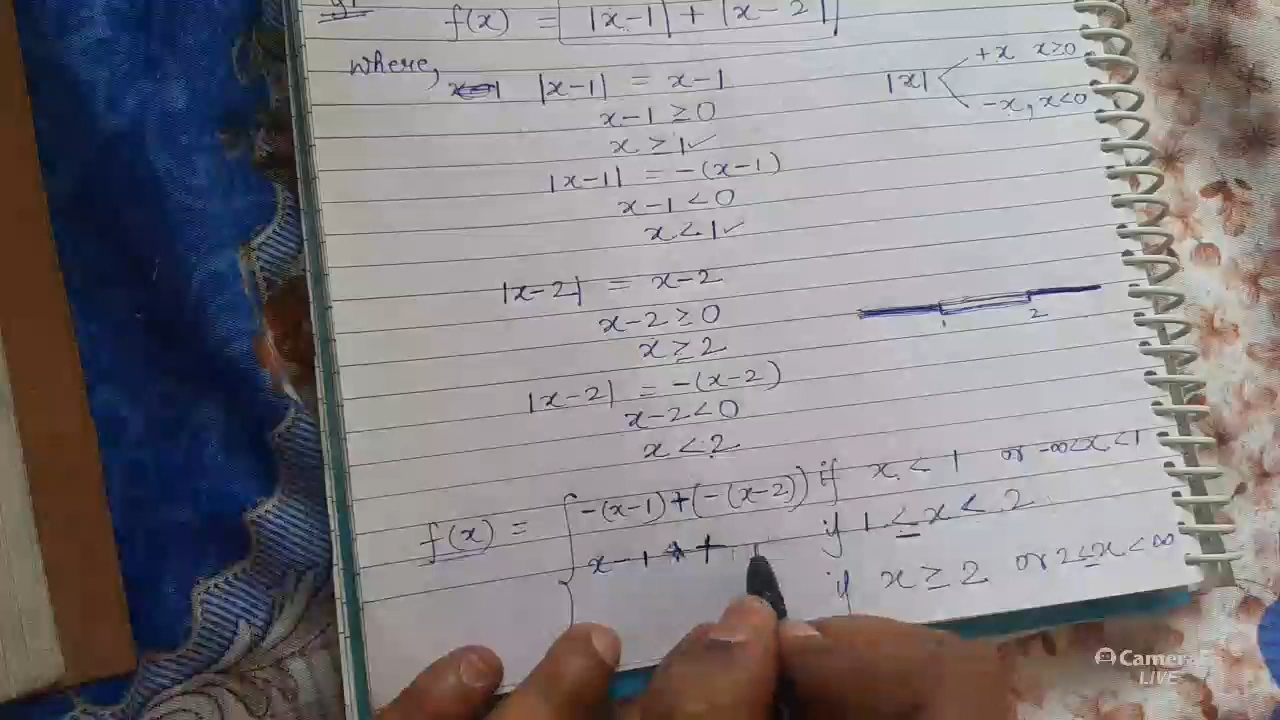 f(x) = |x-1| + |x-2|
where, |x-1| = x-1
x-1 ≥ 0
x ≥ 1 ✓
|x-1| = -(x-1)
x-1 < 0
x < 1 ✓
|x| +x x≥0
-x, x<0
|x-2| = x-2
x-2 ≥ 0
x ≥ 2
1 2
|x-2| = -(x-2)
x-2 < 0
x < 2
f(x) = { -(x-1)+(-(x-2)) if x < 1 or -∞<x<1
x-1 + if 1 ≤ x < 2
if x ≥ 2 or 2≤x<∞
LIVE